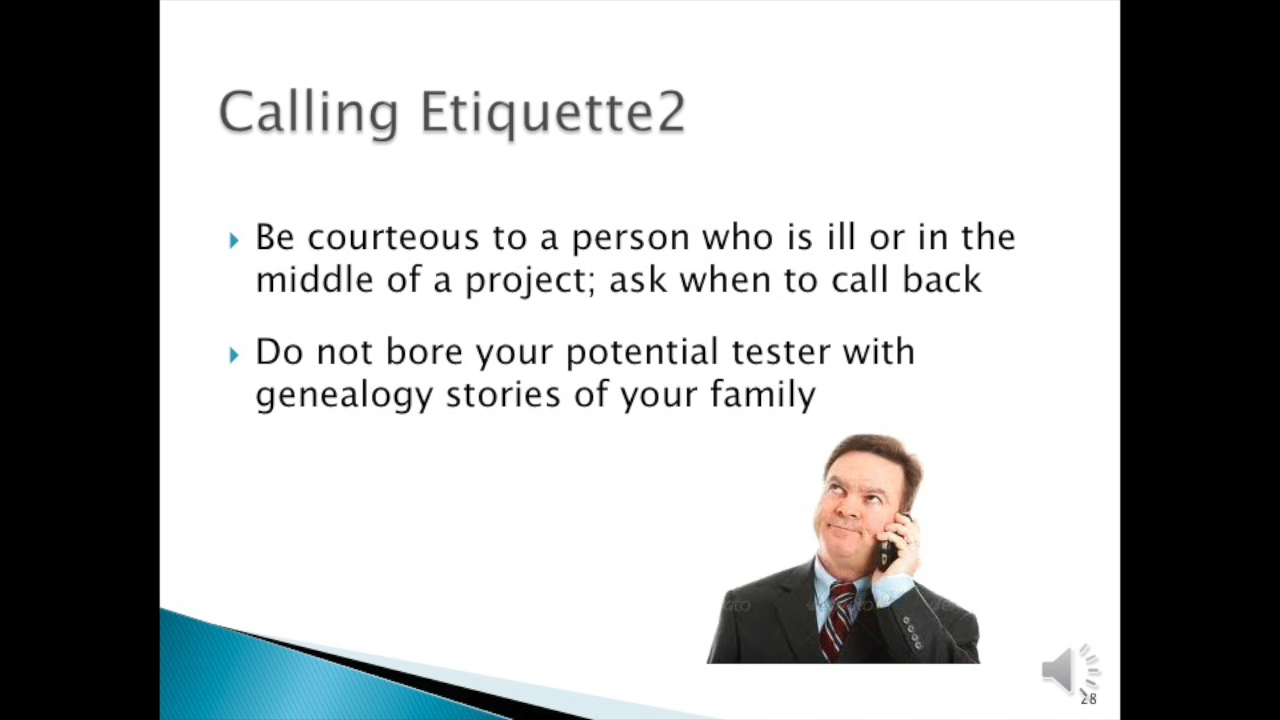 Calling Etiquette2
Be courteous to a person who is ill or in the
middle of a project; ask when to call back
Do not bore your potential tester with
genealogy stories of your family
28